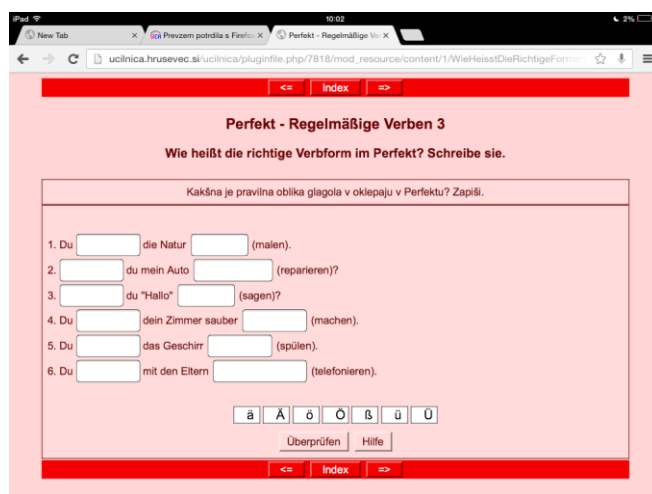 iPad 10:02 2%
New Tab Prevzem potrdila s Firefo Perfekt - Regelmäßige Ver
ucilnica.hrusevec.si/ucilnica/pluginfile.php/7818/mod_resource/content/1/WieHeisstDieRichtigeFormen
<= Index =>
Perfekt - Regelmäßige Verben 3
Wie heißt die richtige Verbform im Perfekt? Schreibe sie.
Kakšna je pravilna oblika glagola v oklepaju v Perfektu? Zapiši.
1. Du die Natur (malen).
2. du mein Auto (reparieren)?
3. du "Hallo" (sagen)?
4. Du dein Zimmer sauber (machen).
5. Du das Geschirr (spülen).
6. Du mit den Eltern (telefonieren).
ä Ä ö Ö ß ü Ü
Überprüfen Hilfe
<= Index =>